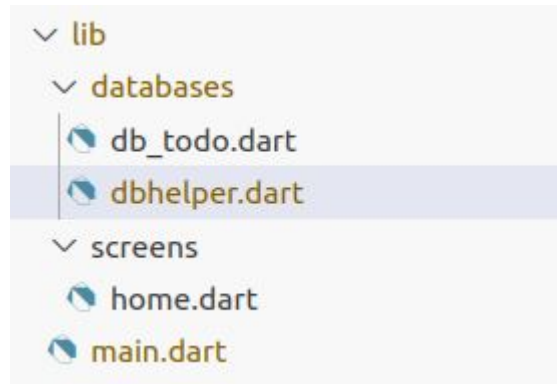 lib
databases
db_todo.dart
dbhelper.dart
screens
home.dart
main.dart